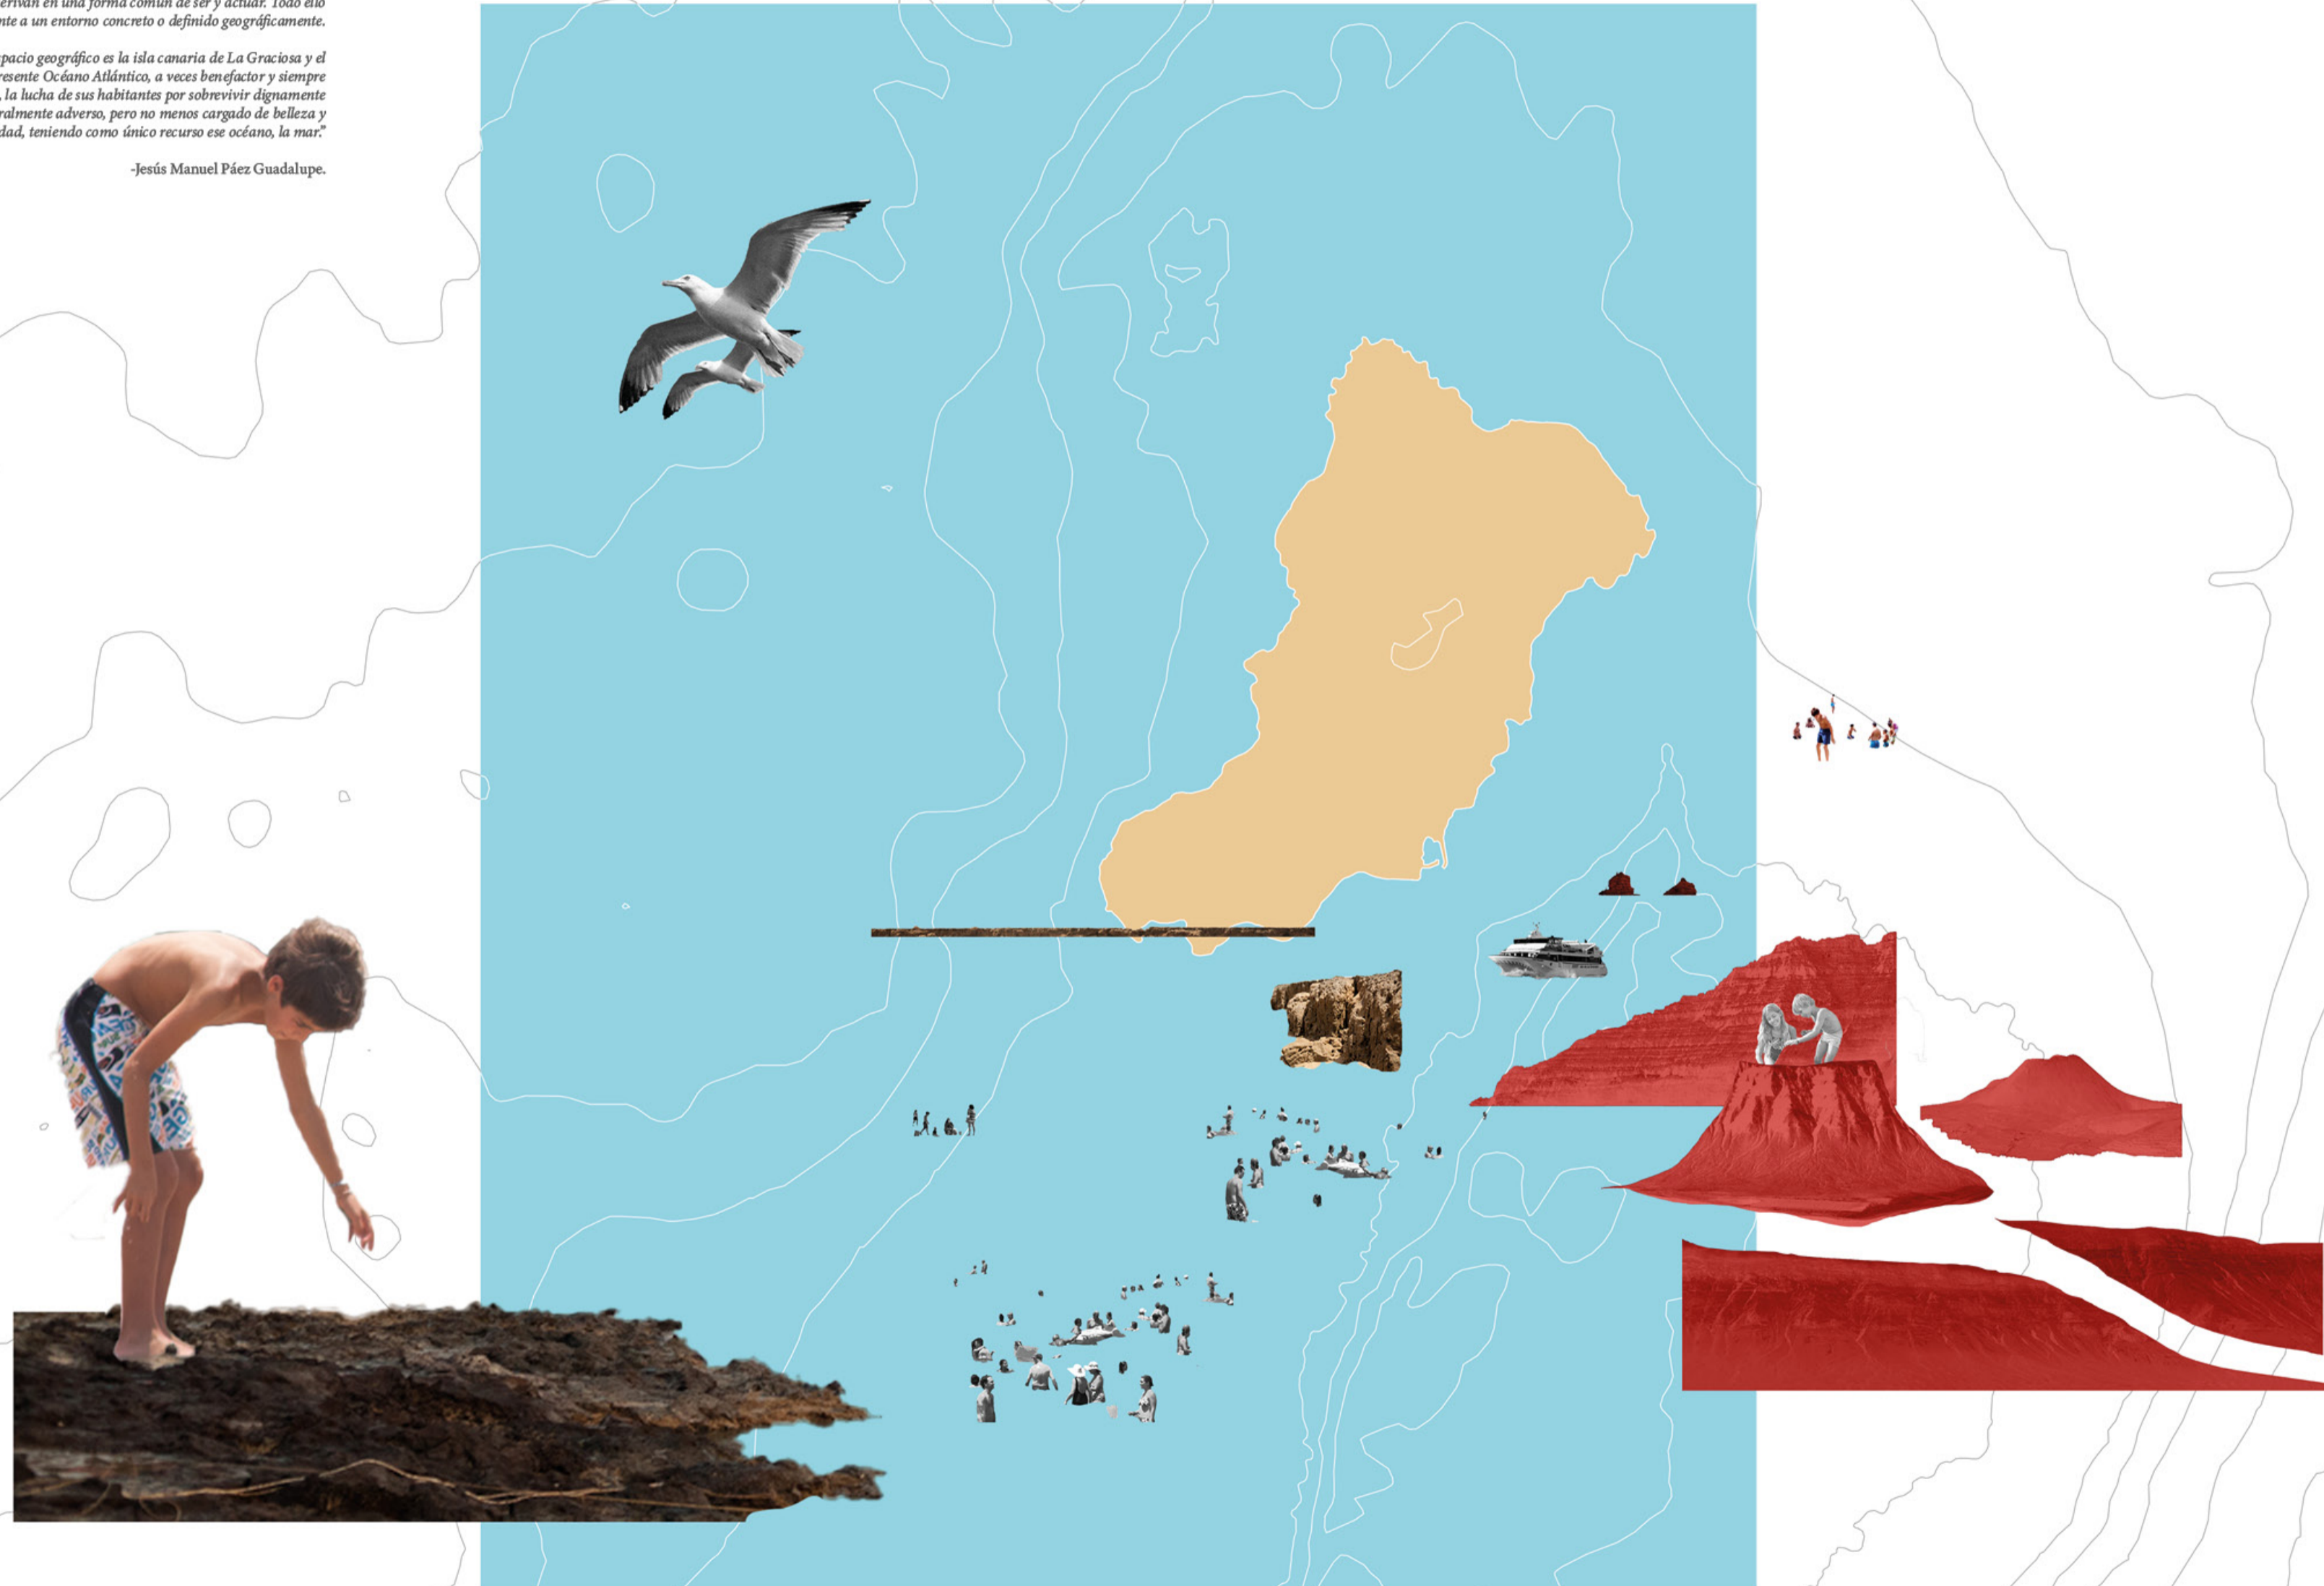 erivan en una forma común de ser y actuar. Todo ello
nte a un entorno concreto o definido geográficamente.
pacio geográfico es la isla canaria de La Graciosa y el
resente Océano Atlántico, a veces benefactor y siempre
, la lucha de sus habitantes por sobrevivir dignamente
ralmente adverso, pero no menos cargado de belleza y
dad, teniendo como único recurso ese océano, la mar.”
-Jesús Manuel Páez Guadalupe.